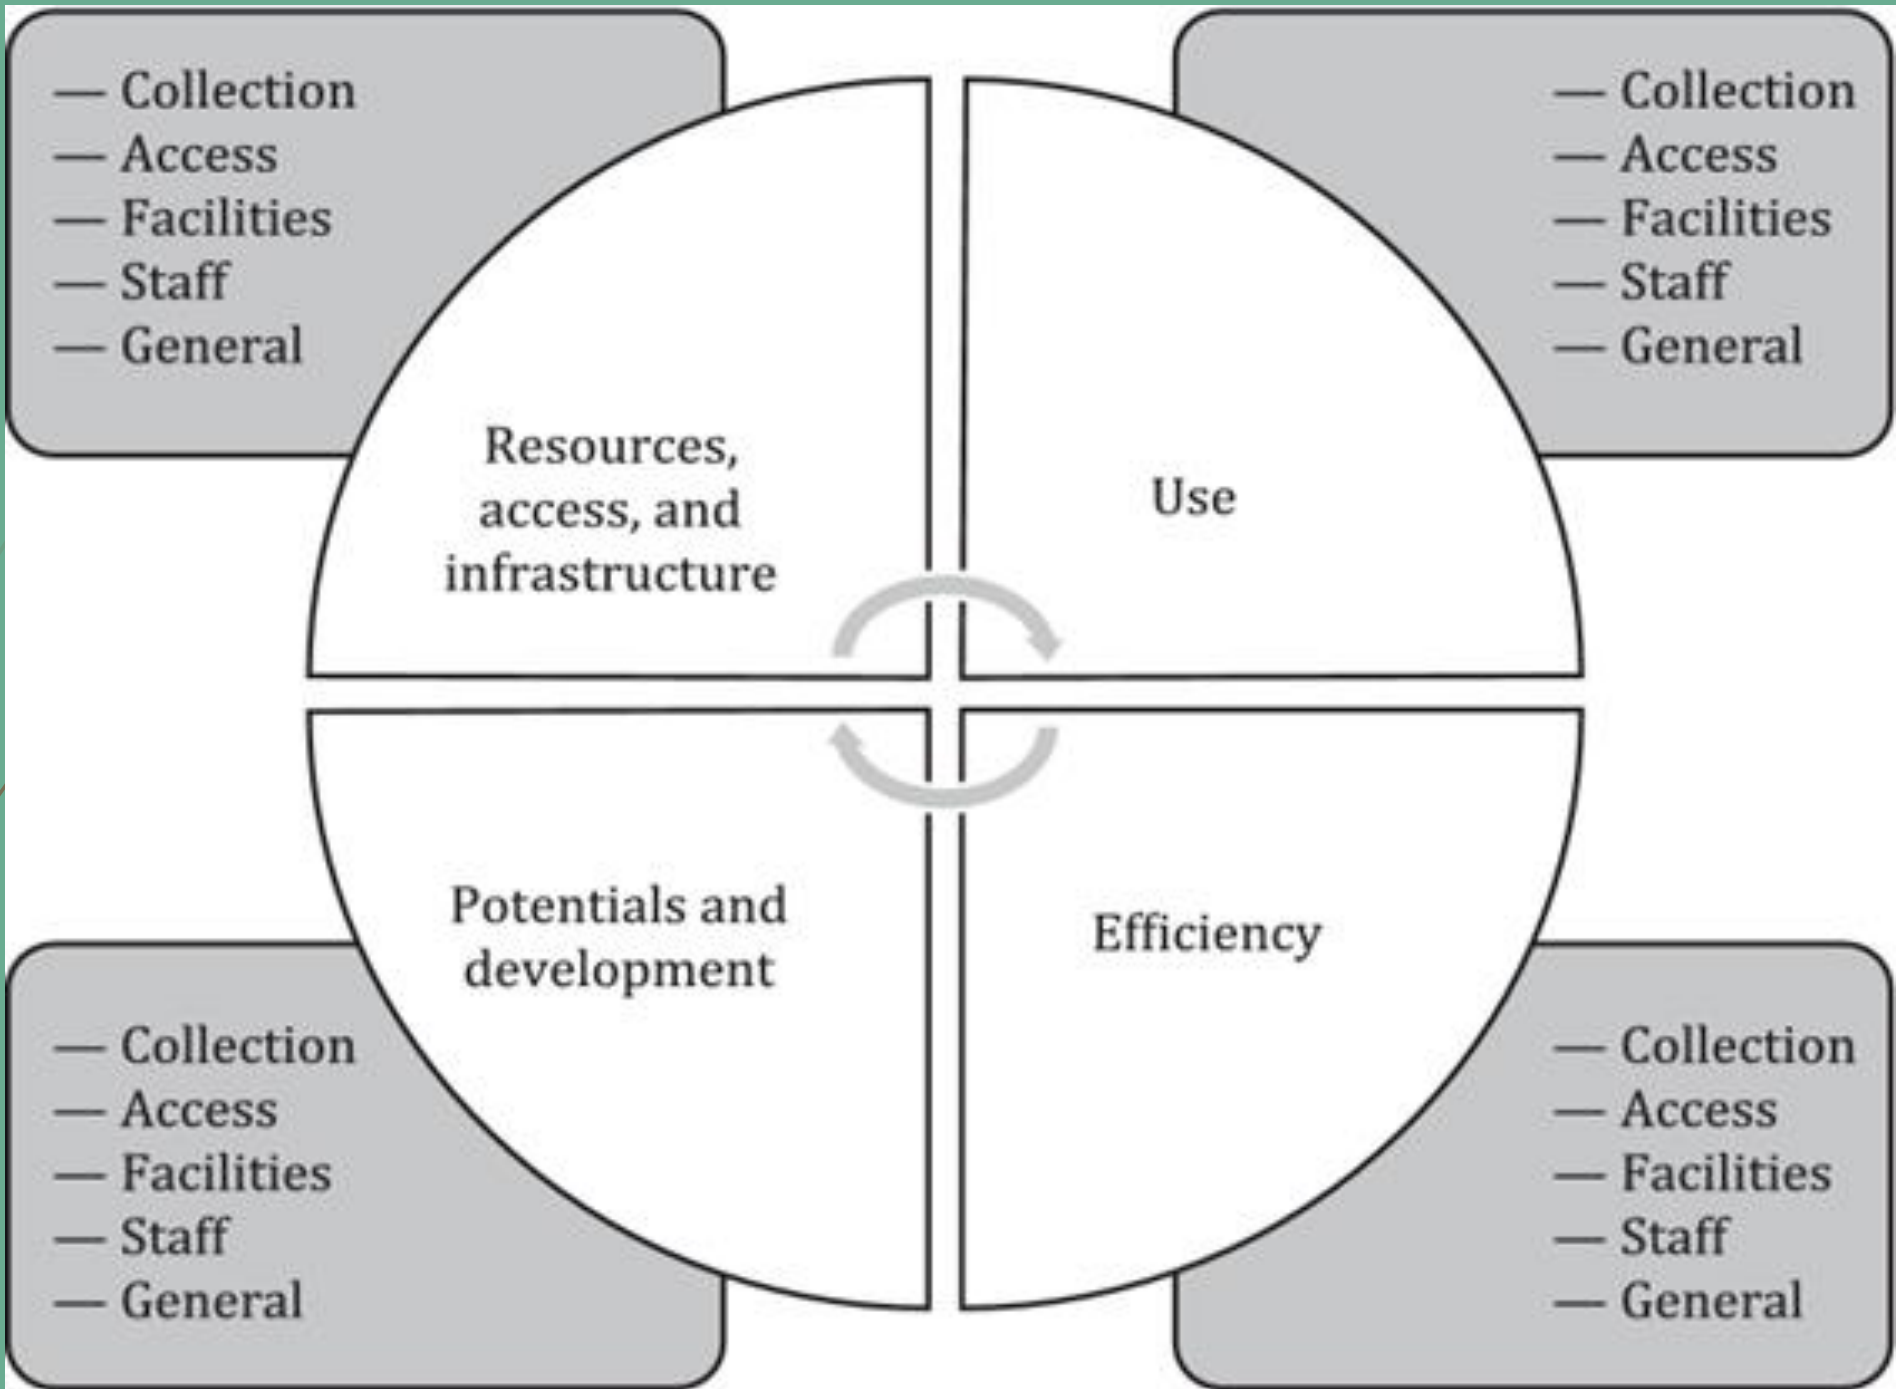 — Collection
— Access
— Facilities
— Staff
— General
— Collection
— Access
— Facilities
— Staff
— General
Resources,
access, and
infrastructure
Use
Potentials and
development
Efficiency
— Collection
— Access
— Facilities
— Staff
— General
— Collection
— Access
— Facilities
— Staff
— General